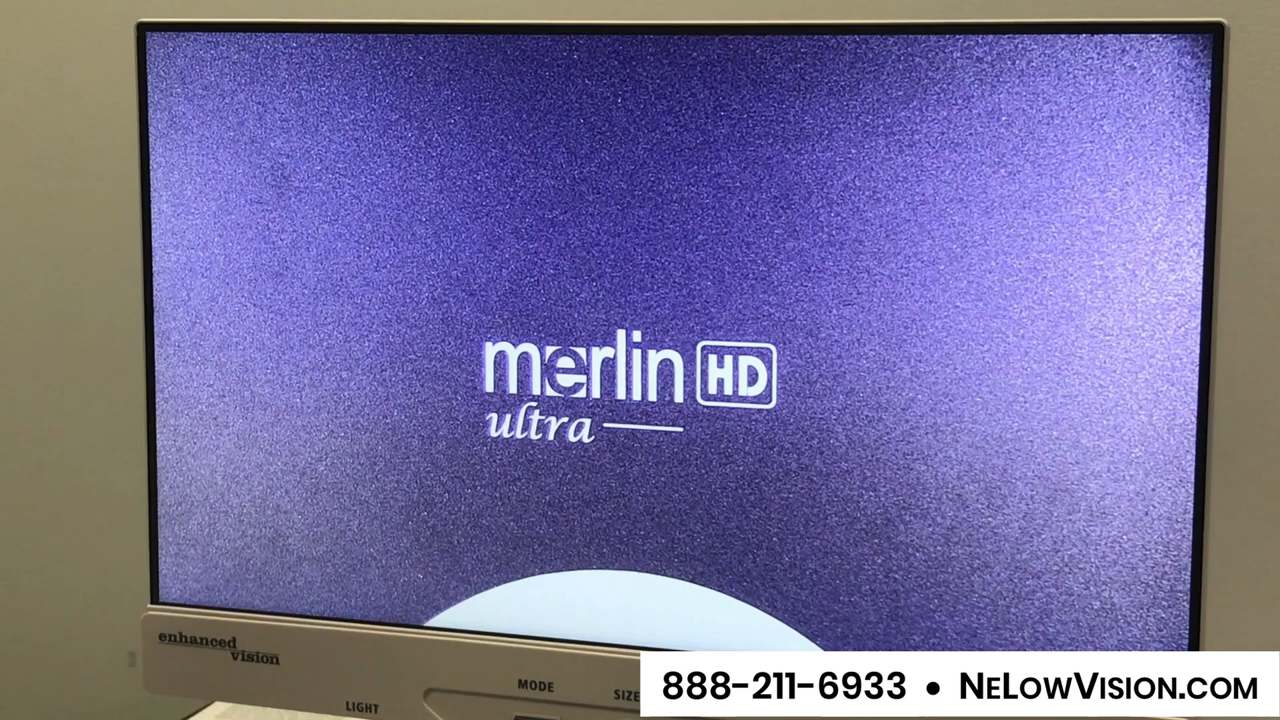 merlin HD
ultra
enhanced
vision
MODE
SIZE
LIGHT
888-211-6933 • NELOWVISION.COM